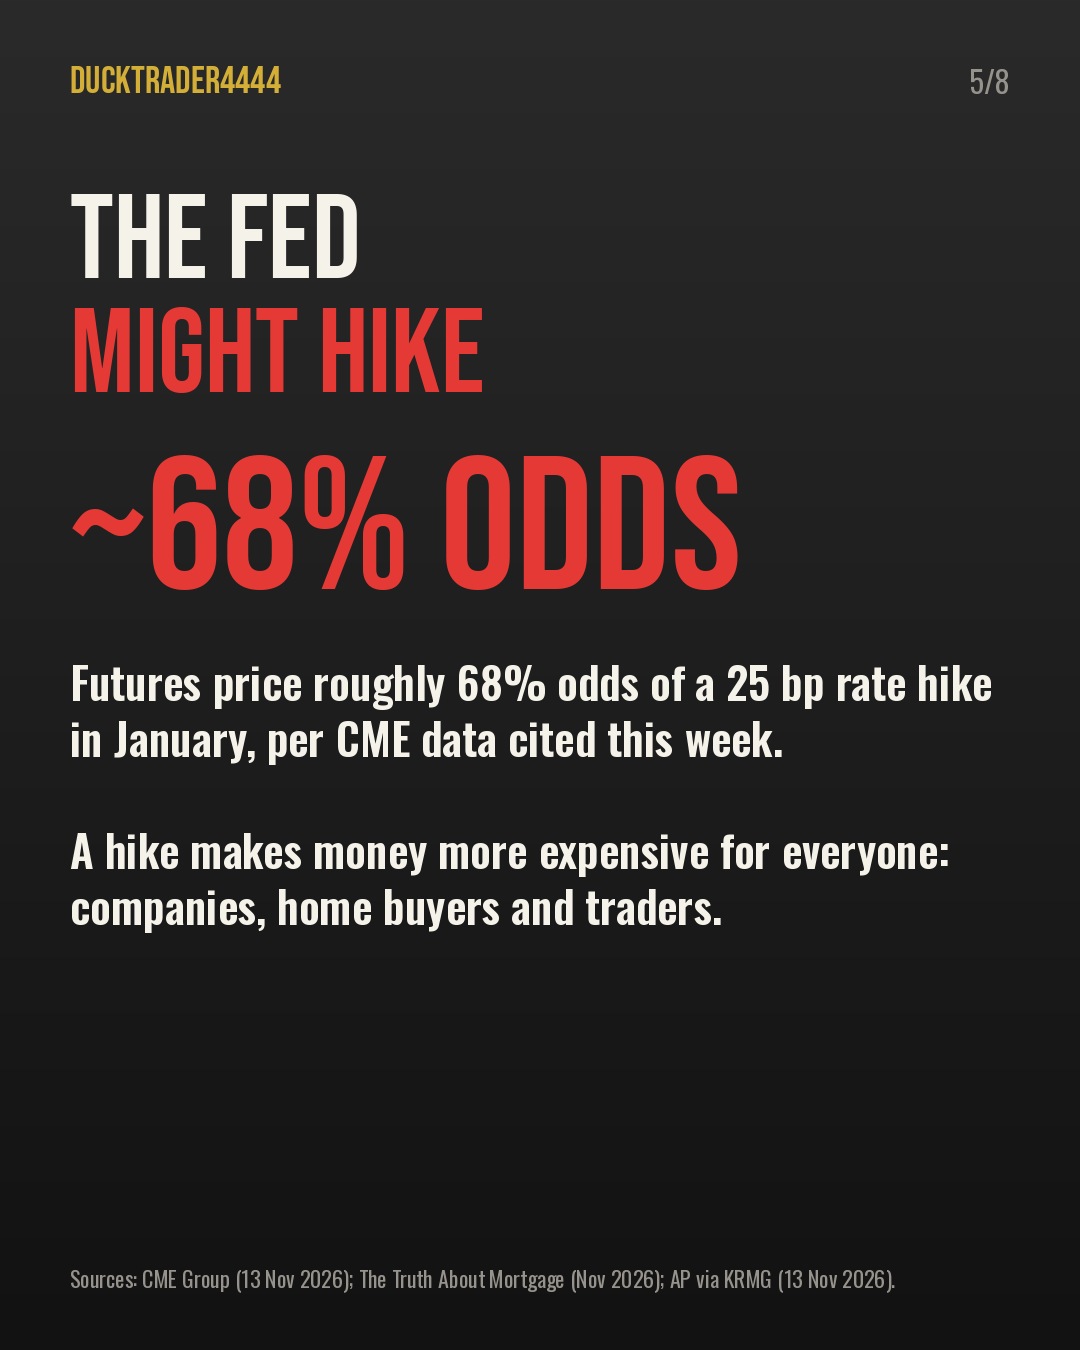 DUCKTRADER4444
5/8
THE FED
MIGHT HIKE
~68% ODDS
Futures price roughly 68% odds of a 25 bp rate hike
in January, per CME data cited this week.
A hike makes money more expensive for everyone:
companies, home buyers and traders.
Sources: CME Group (13 Nov 2026); The Truth About Mortgage (Nov 2026); AP via KRMG (13 Nov 2026).